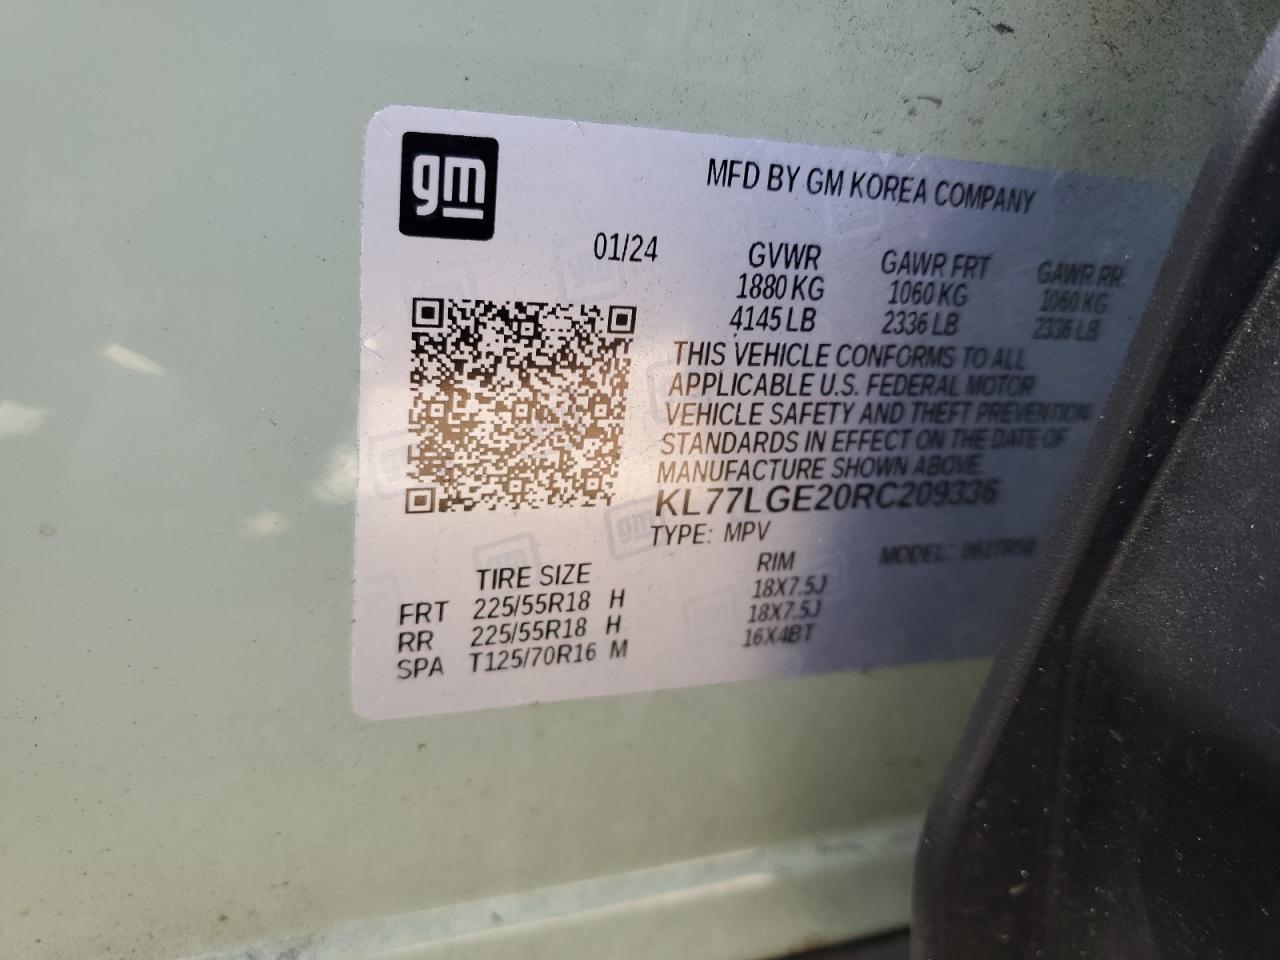 gm
MFD BY GM KOREA COMPANY
01/24
GVWR GAWR FRT GAWR RR
1880 KG 1060 KG 1060 KG
4145 LB 2336 LB 2336 LB
THIS VEHICLE CONFORMS TO ALL
APPLICABLE U.S. FEDERAL MOTOR
VEHICLE SAFETY AND THEFT PREVENTION
STANDARDS IN EFFECT ON THE DATE OF
MANUFACTURE SHOWN ABOVE
KL77LGE20RC209336
TYPE: MPV MODEL:
TIRE SIZE RIM
FRT 225/55R18 H 18X7.5J
RR 225/55R18 H 18X7.5J
SPA T125/70R16 M 16X4BT